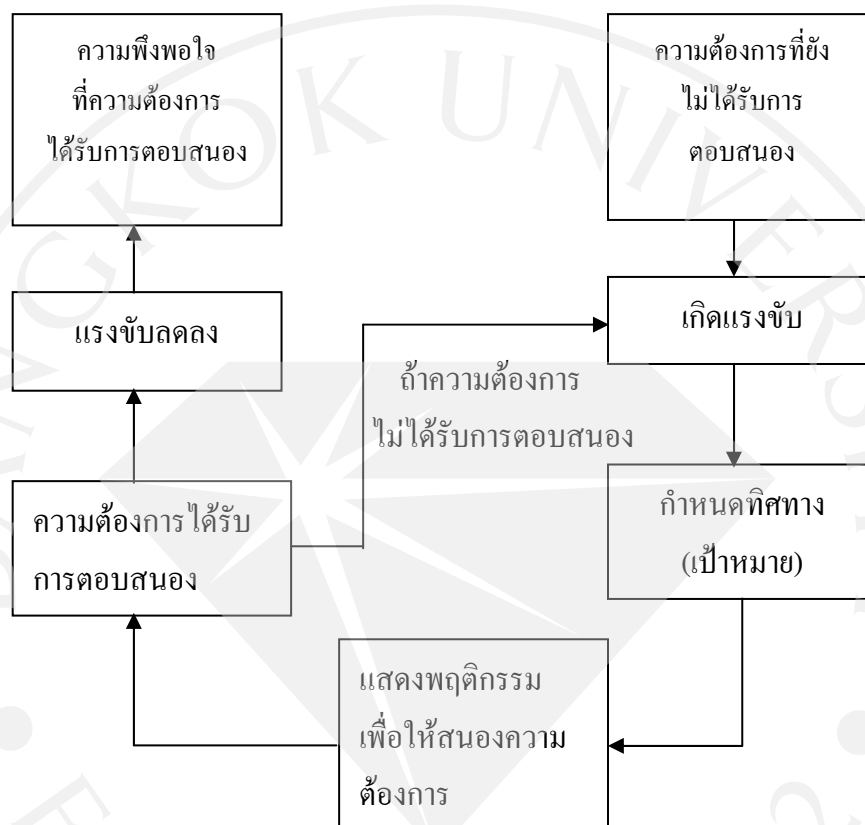 ความพึงพอใจ
ที่ความต้องการ
ได้รับการตอบสนอง
ความต้องการที่ยัง
ไม่ได้รับการ
ตอบสนอง
แรงขับลดลง
เกิดแรงขับ
ถ้าความต้องการ
ไม่ได้รับการตอบสนอง
ความต้องการได้รับ
การตอบสนอง
กำหนดทิศทาง
(เป้าหมาย)
แสดงพฤติกรรม
เพื่อให้สนองความ
ต้องการ